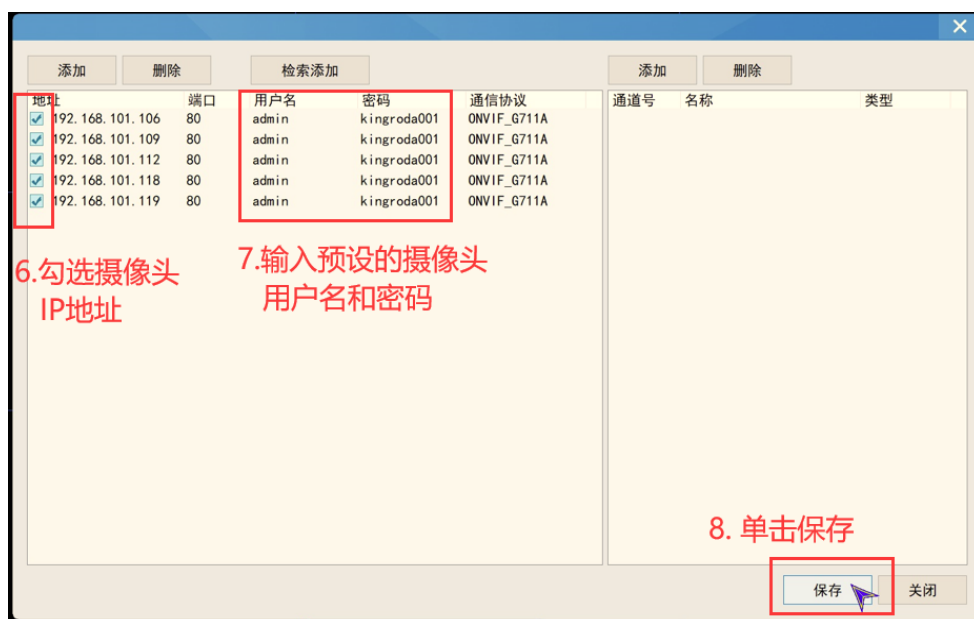 添加 删除 检索添加 添加 删除
地址 端口 用户名 密码 通信协议 通道号 名称 类型
192.168.101.106 80 admin kingroda001 ONVIF_G711A
192.168.101.109 80 admin kingroda001 ONVIF_G711A
192.168.101.112 80 admin kingroda001 ONVIF_G711A
192.168.101.118 80 admin kingroda001 ONVIF_G711A
192.168.101.119 80 admin kingroda001 ONVIF_G711A
6.勾选摄像头
IP地址
7.输入预设的摄像头
用户名和密码
8. 单击保存
保存 关闭